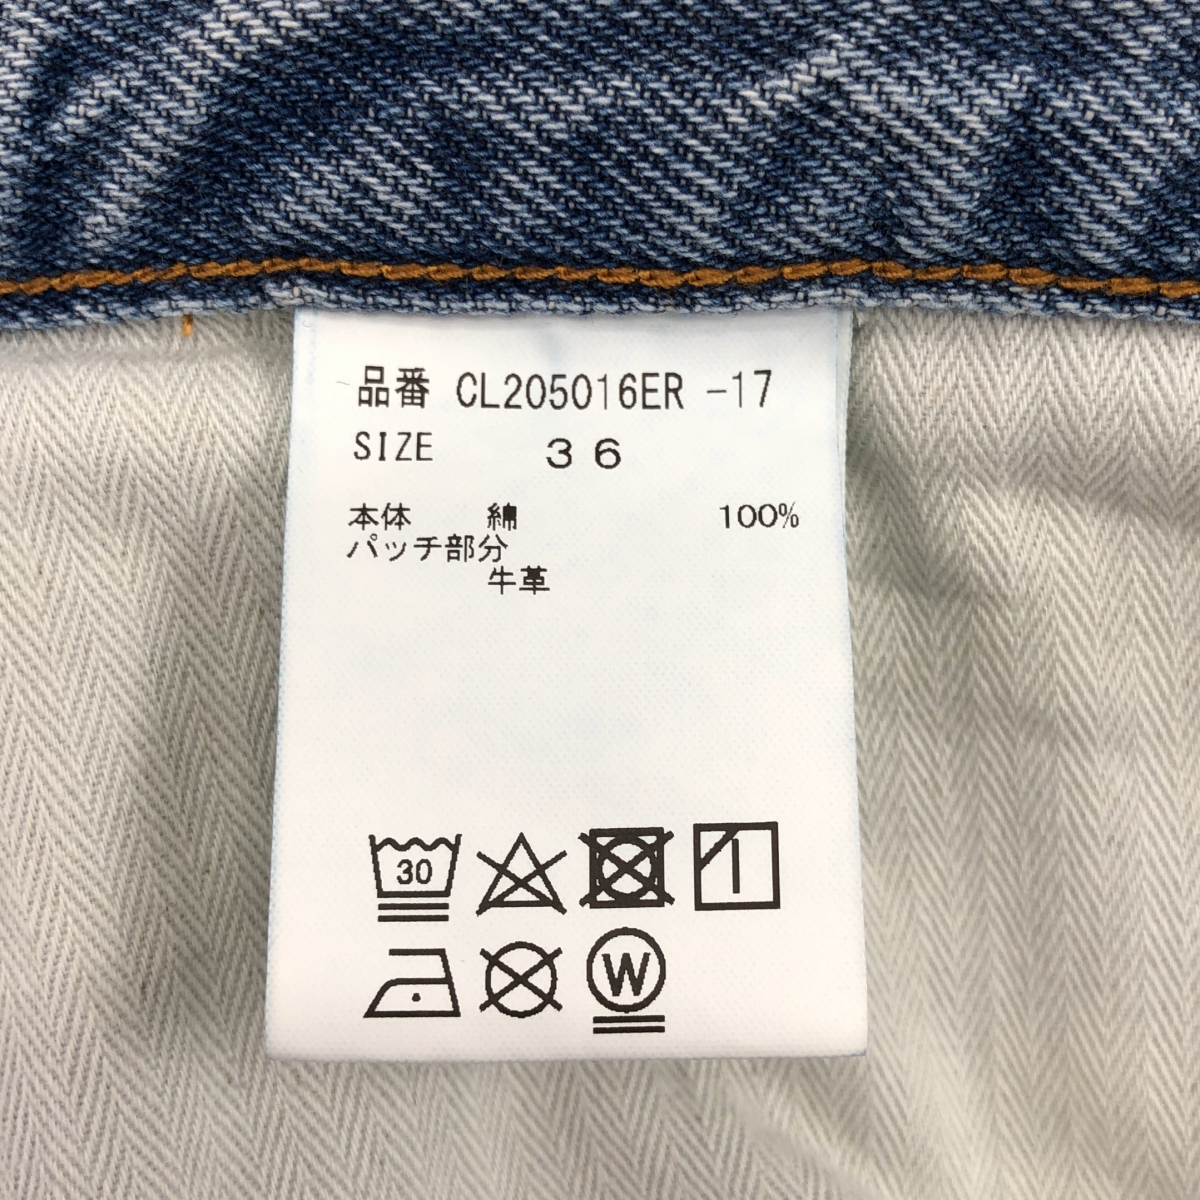 品番 CL205016ER -17
SIZE 36
本体 綿 100%
パッチ部分
牛革
30
W